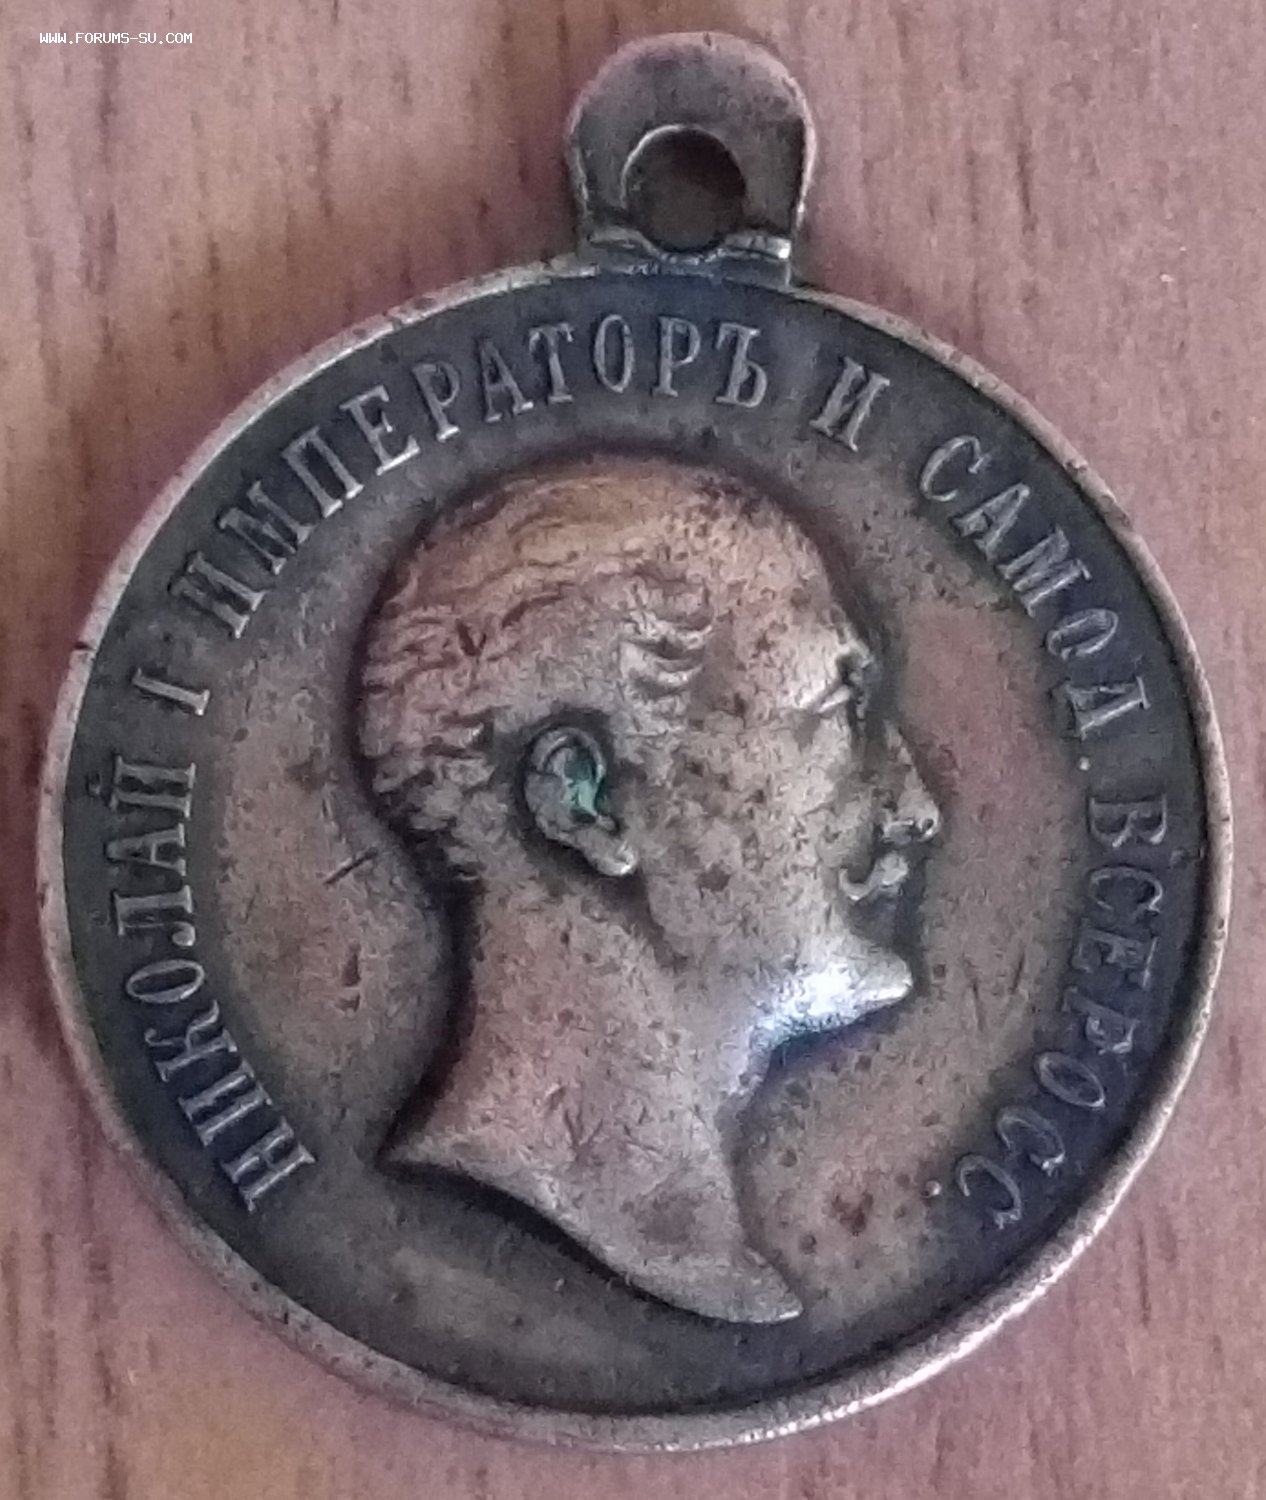 WWW.FORUMS-SU.COM
НИКОЛАЙ I ИМПЕРАТОРЪ И САМОД. ВСЕРОСС.